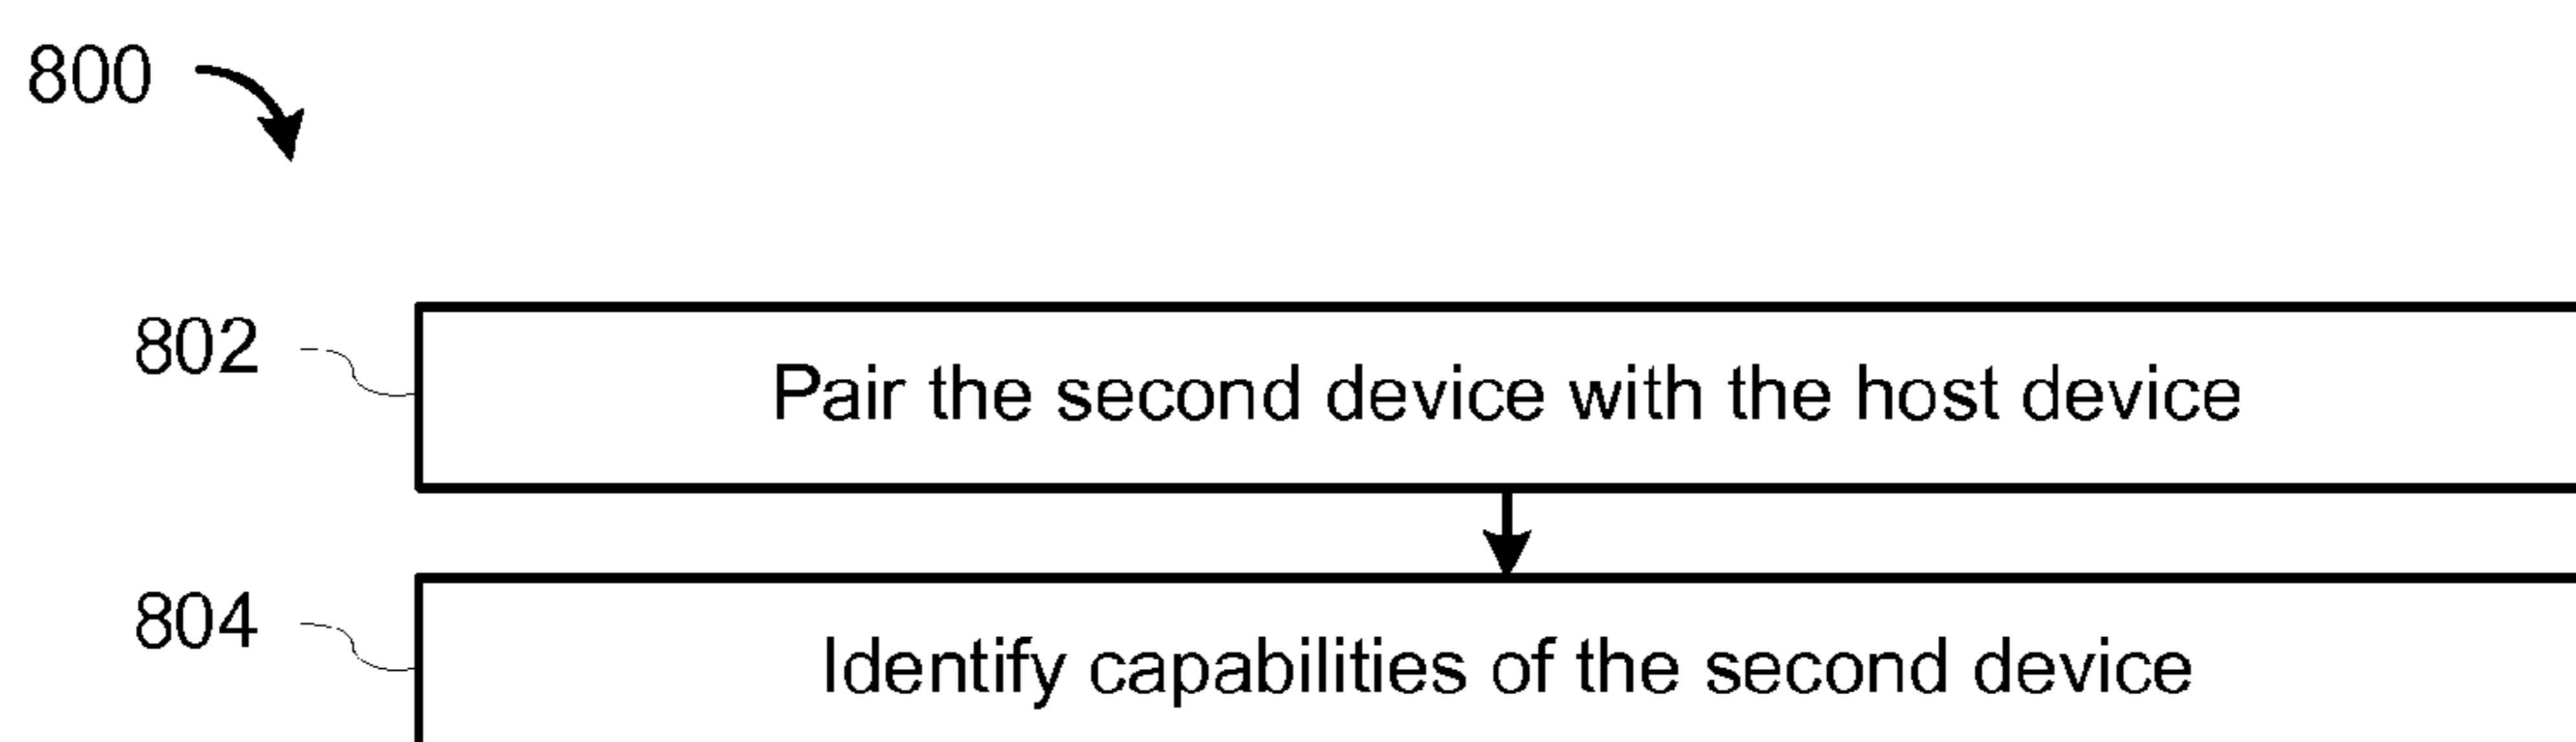 800
802
Pair the second device with the host device
804
Identify capabilities of the second device